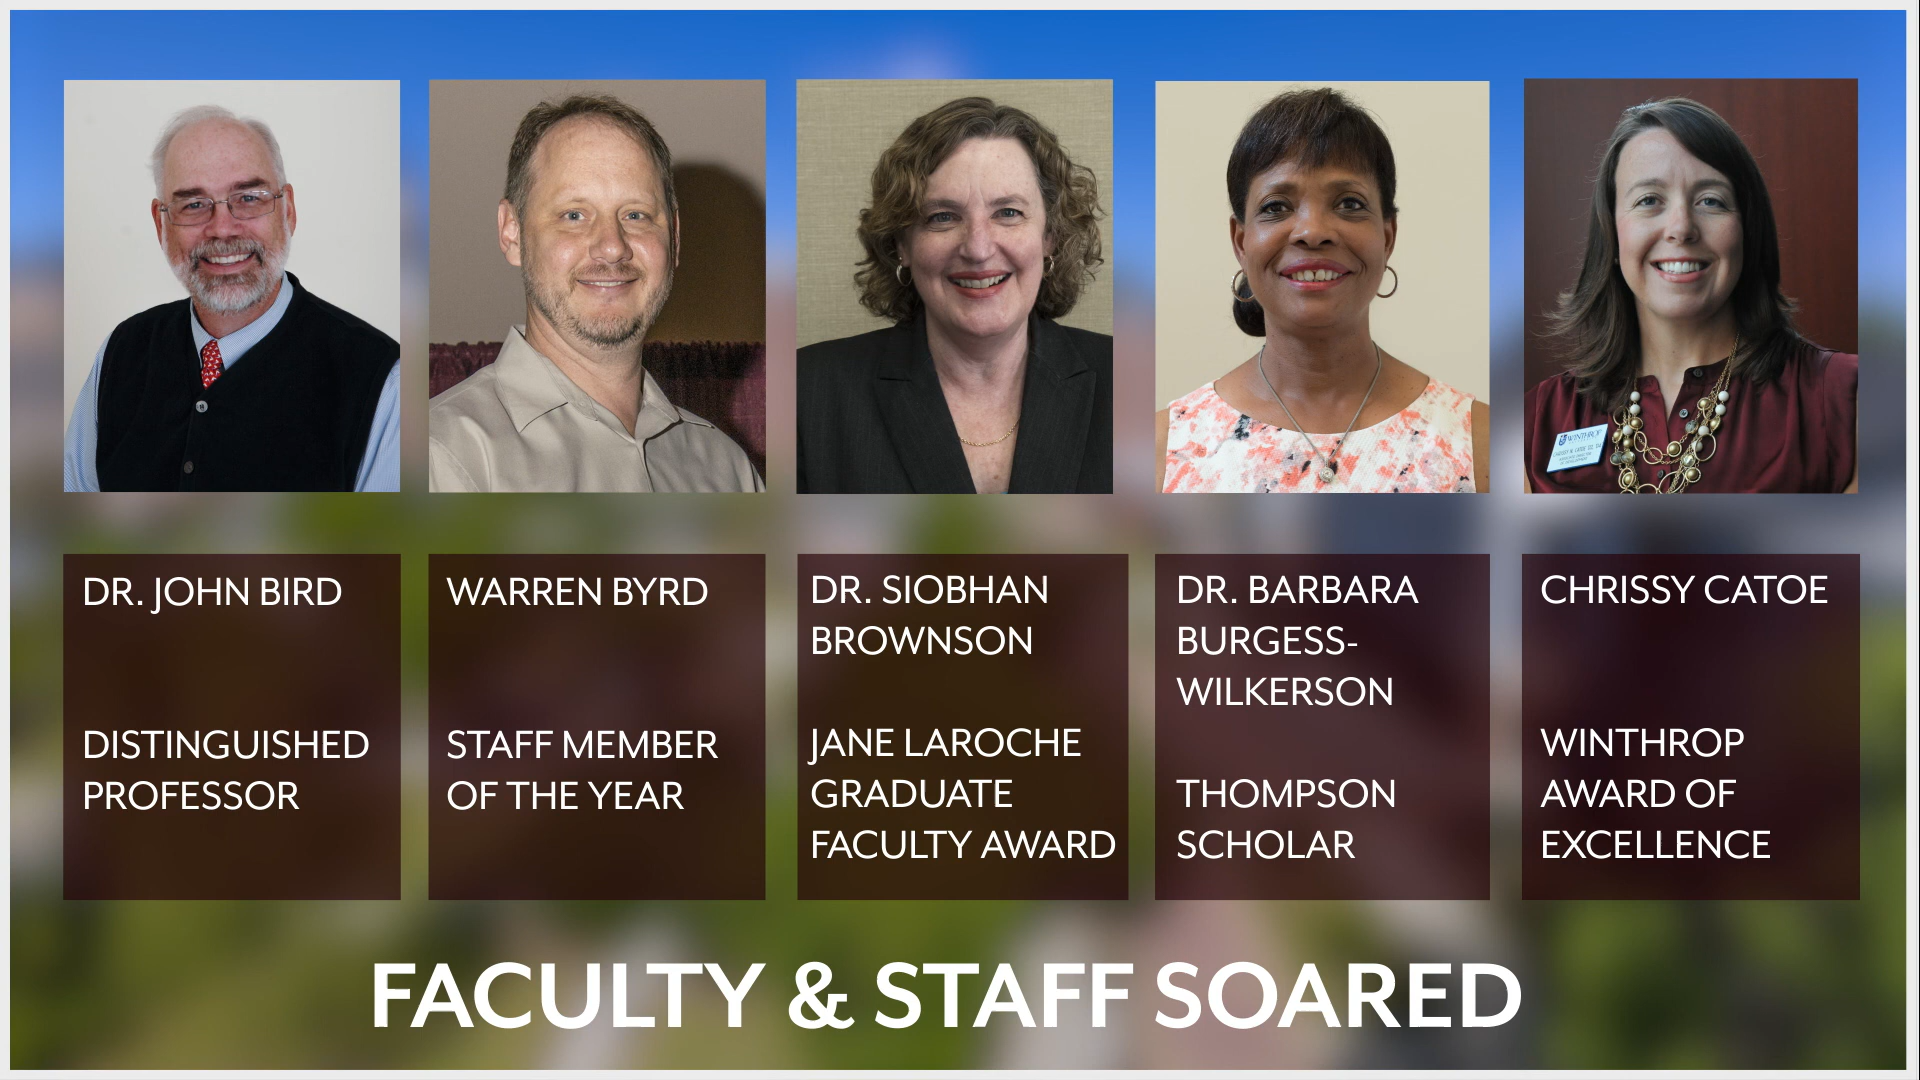 DR. JOHN BIRD
DISTINGUISHED
PROFESSOR
WARREN BYRD
STAFF MEMBER
OF THE YEAR
DR. SIOBHAN
BROWNSON
JANE LAROCHE
GRADUATE
FACULTY AWARD
DR. BARBARA
BURGESS-
WILKERSON
THOMPSON
SCHOLAR
WINTHROP
CHRISSY CATOE
WINTHROP
AWARD OF
EXCELLENCE
FACULTY & STAFF SOARED